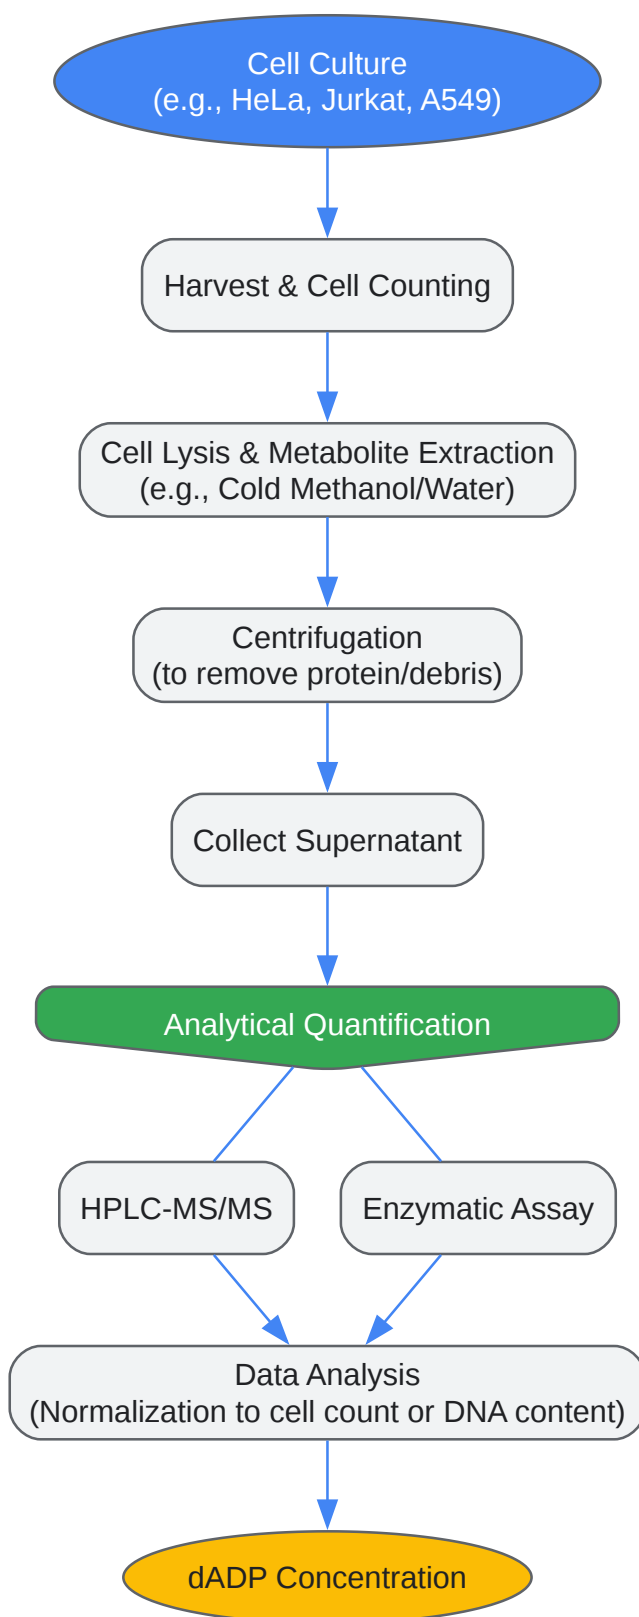 Cell Culture
(e.g., HeLa, Jurkat, A549)
Harvest & Cell Counting
Cell Lysis & Metabolite Extraction
(e.g., Cold Methanol/Water)
Centrifugation
(to remove protein/debris)
Collect Supernatant
Analytical Quantification
HPLC-MS/MS
Enzymatic Assay
Data Analysis
(Normalization to cell count or DNA content)
dADP Concentration